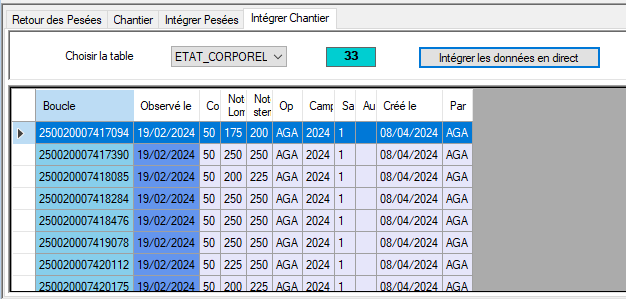 Retour des Pesées Chantier Intégrer Pesées Intégrer Chantier
Choisir la table ETAT_CORPOREL 33 Intégrer les données en direct
Boucle Observé le Co Not Lom Not ster Op Camp Sa Au Créé le Par
250020007417094 19/02/2024 50 175 200 AGA 2024 1 08/04/2024 AGA
250020007417390 19/02/2024 50 250 250 AGA 2024 1 08/04/2024 AGA
250020007418085 19/02/2024 50 200 225 AGA 2024 1 08/04/2024 AGA
250020007418284 19/02/2024 50 250 250 AGA 2024 1 08/04/2024 AGA
250020007418476 19/02/2024 50 250 250 AGA 2024 1 08/04/2024 AGA
250020007419078 19/02/2024 50 250 250 AGA 2024 1 08/04/2024 AGA
250020007420112 19/02/2024 50 225 250 AGA 2024 1 08/04/2024 AGA
250020007420175 19/02/2024 50 200 225 AGA 2024 1 08/04/2024 AGA